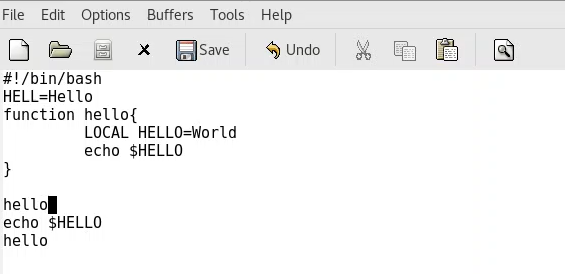 File Edit Options Buffers Tools Help
Save Undo
#!/bin/bash
HELL=Hello
function hello{
        LOCAL HELLO=World
        echo $HELLO
}
hello
echo $HELLO
hello